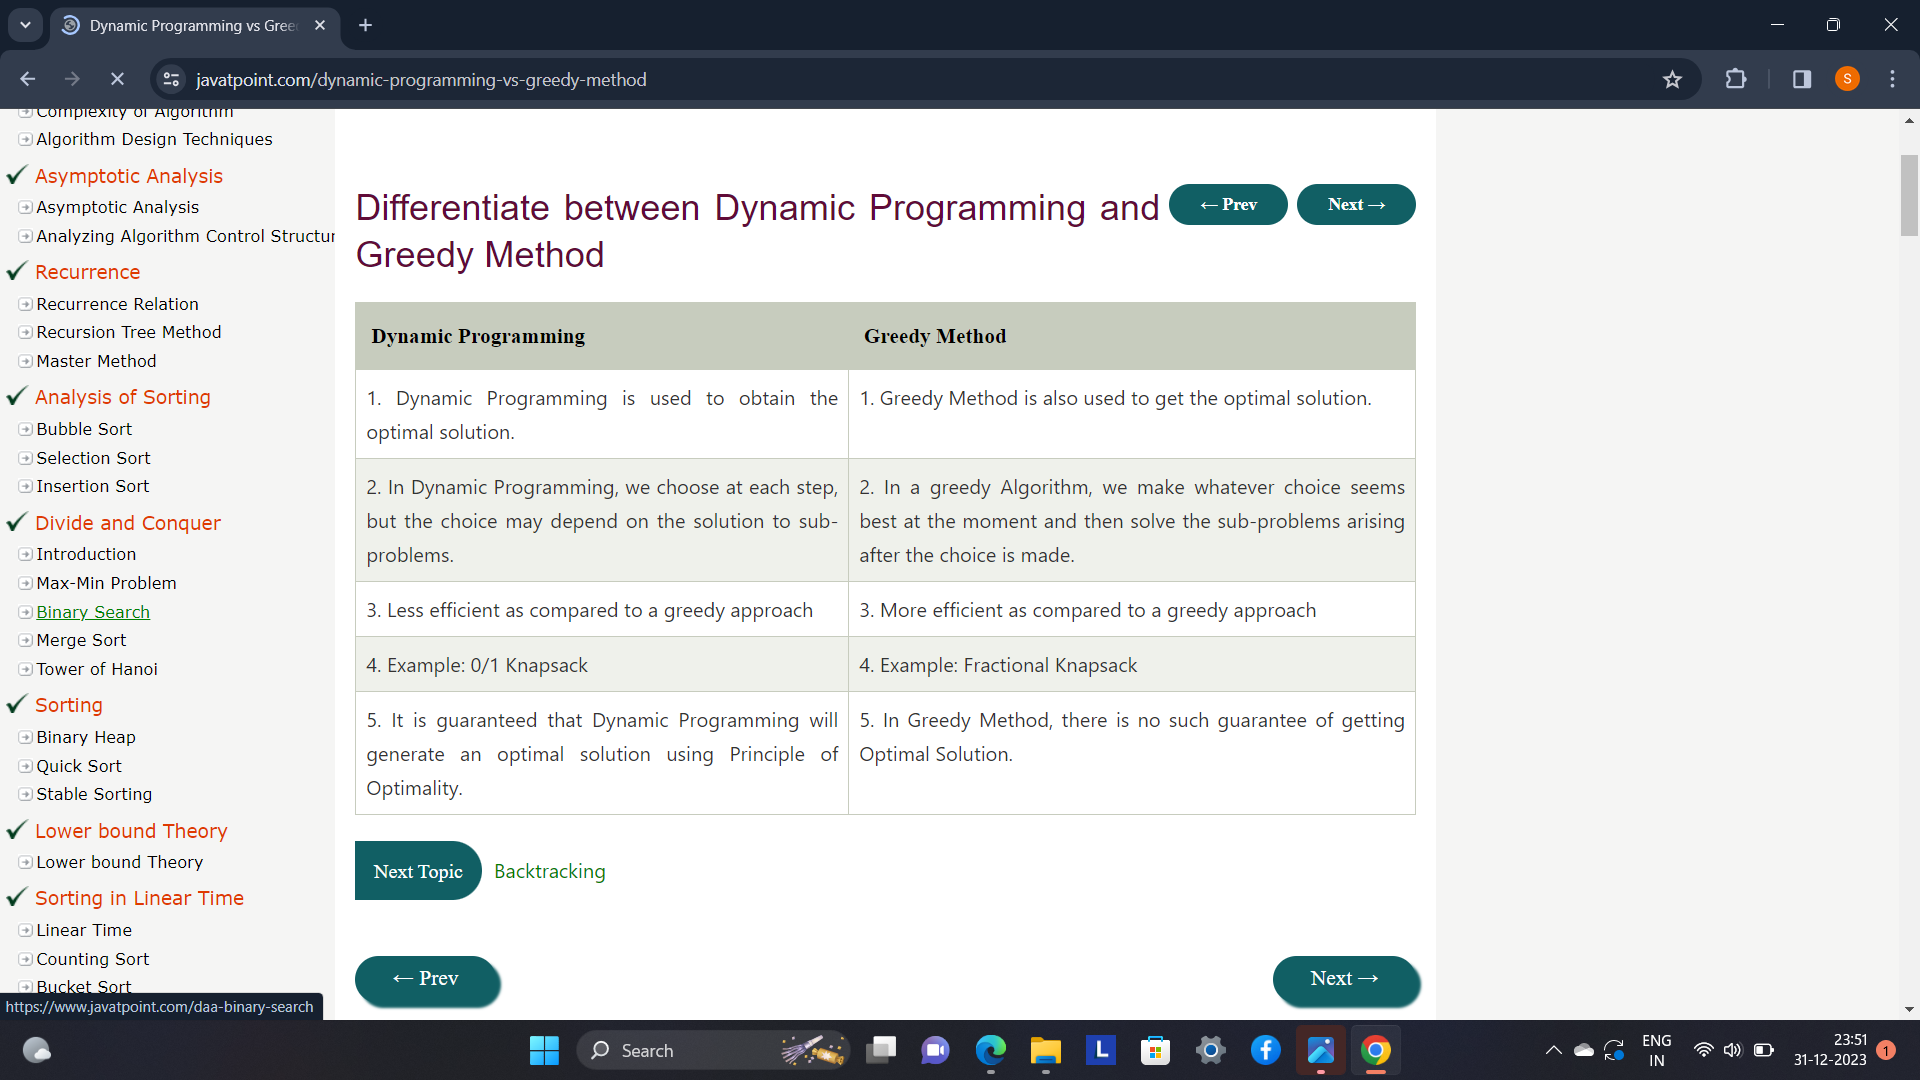 Dynamic Programming vs Gree
javatpoint.com/dynamic-programming-vs-greedy-method
S
Complexity of Algorithm
Algorithm Design Techniques
Asymptotic Analysis
Asymptotic Analysis
Analyzing Algorithm Control Structur
Recurrence
Recurrence Relation
Recursion Tree Method
Master Method
Analysis of Sorting
Bubble Sort
Selection Sort
Insertion Sort
Divide and Conquer
Introduction
Max-Min Problem
Binary Search
Merge Sort
Tower of Hanoi
Sorting
Binary Heap
Quick Sort
Stable Sorting
Lower bound Theory
Lower bound Theory
Sorting in Linear Time
Linear Time
Counting Sort
Bucket Sort
https://www.javatpoint.com/daa-binary-search
Differentiate between Dynamic Programming and
Greedy Method
← Prev
Next →
Dynamic Programming
Greedy Method
1. Dynamic Programming is used to obtain the
optimal solution.
1. Greedy Method is also used to get the optimal solution.
2. In Dynamic Programming, we choose at each step,
but the choice may depend on the solution to sub-
problems.
2. In a greedy Algorithm, we make whatever choice seems
best at the moment and then solve the sub-problems arising
after the choice is made.
3. Less efficient as compared to a greedy approach
3. More efficient as compared to a greedy approach
4. Example: 0/1 Knapsack
4. Example: Fractional Knapsack
5. It is guaranteed that Dynamic Programming will
generate an optimal solution using Principle of
Optimality.
5. In Greedy Method, there is no such guarantee of getting
Optimal Solution.
Next Topic
Backtracking
← Prev
Next →
Search
L
ENG
IN
23:51
31-12-2023
1